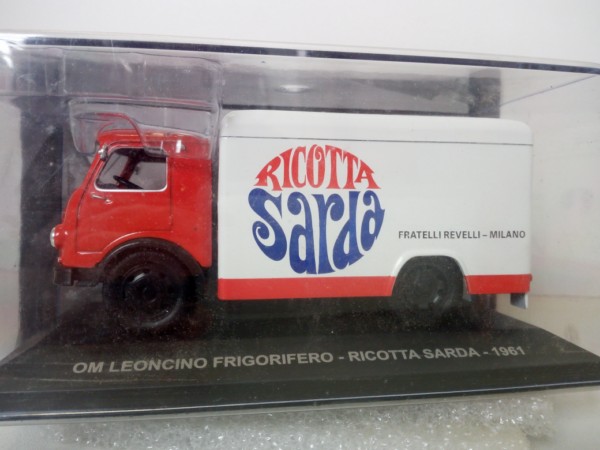 RICOTTA
Sarda
FRATELLI REVELLI – MILANO
OM LEONCINO FRIGORIFERO - RICOTTA SARDA - 1961